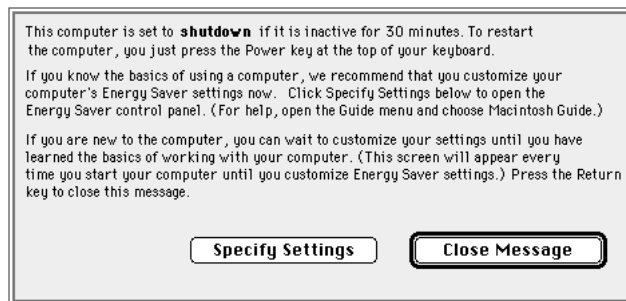 This computer is set to shutdown if it is inactive for 30 minutes. To restart
the computer, you just press the Power key at the top of your keyboard.
If you know the basics of using a computer, we recommend that you customize your
computer's Energy Saver settings now. Click Specify Settings below to open the
Energy Saver control panel. (For help, open the Guide menu and choose Macintosh Guide.)
If you are new to the computer, you can wait to customize your settings until you have
learned the basics of working with your computer. (This screen will appear every
time you start your computer until you customize Energy Saver settings.) Press the Return
key to close this message.
Specify Settings
Close Message